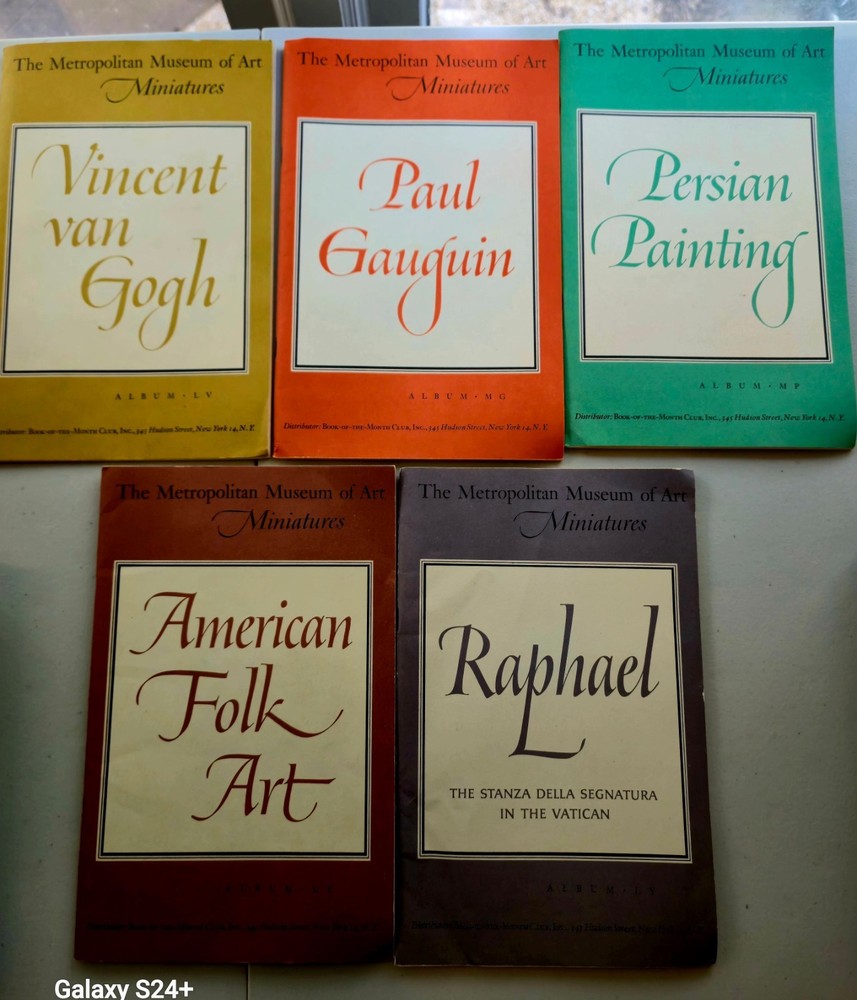 The Metropolitan Museum of Art
Miniatures
Vincent
van
Gogh
ALBUM · LV
Distributor: BOOK-OF-THE-MONTH CLUB, INC., 345 Hudson Street, New York 14, N.Y.
The Metropolitan Museum of Art
Miniatures
Paul
Gauguin
ALBUM · MG
Distributor: BOOK-OF-THE-MONTH CLUB, INC., 345 Hudson Street, New York 14, N.Y.
The Metropolitan Museum of Art
Miniatures
Persian
Painting
ALBUM · MP
Distributor: BOOK-OF-THE-MONTH CLUB, INC., 345 Hudson Street, New York 14, N.Y.
The Metropolitan Museum of Art
Miniatures
American
Folk
Art
ALBUM
The Metropolitan Museum of Art
Miniatures
Raphael
THE STANZA DELLA SEGNATURA
IN THE VATICAN
ALBUM
Galaxy S24+